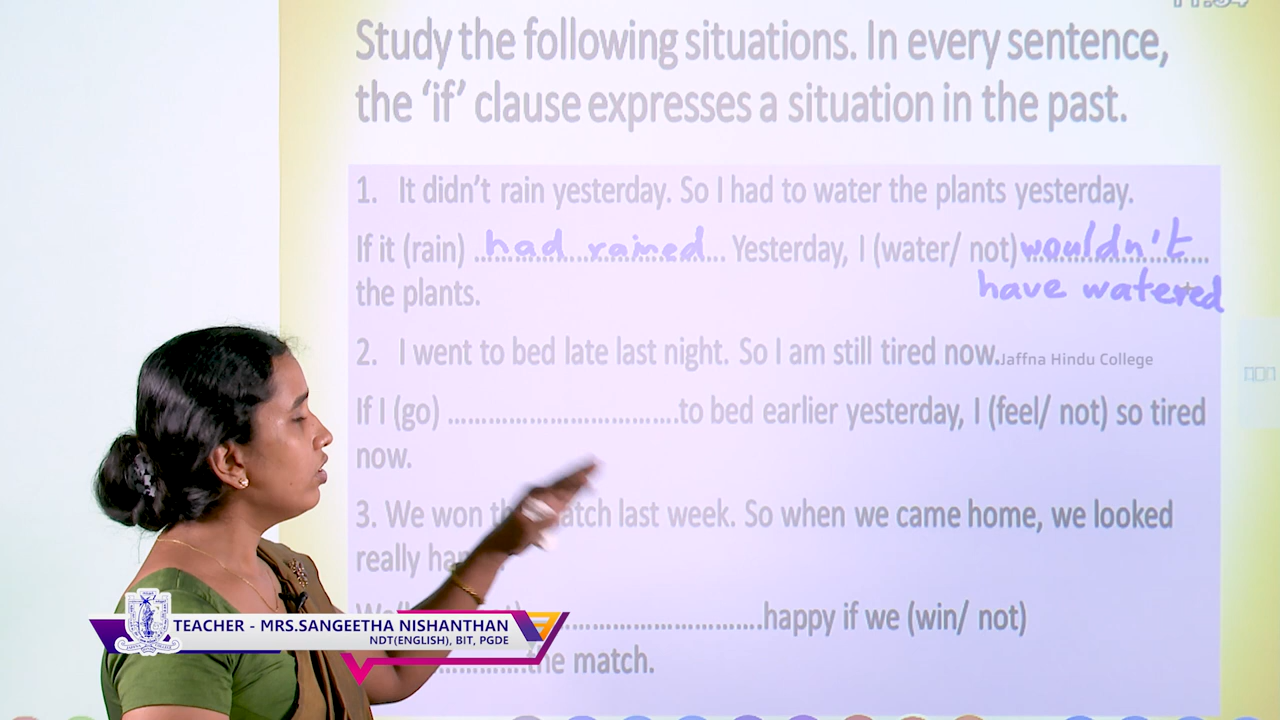 11:54
Study the following situations. In every sentence,
the ‘if’ clause expresses a situation in the past.
1. It didn’t rain yesterday. So I had to water the plants yesterday.
If it (rain) ...had rained... Yesterday, I (water/ not)wouldn't
have watered
the plants.
2. I went to bed late last night. So I am still tired now.
Jaffna Hindu College
If I (go) ..................................to bed earlier yesterday, I (feel/ not) so tired
now.
3. We won match last week. So when we came home, we looked
really
................................happy if we (win/ not)
.............the match.
TEACHER - MRS.SANGEETHA NISHANTHAN
NDT(ENGLISH), BIT, PGDE